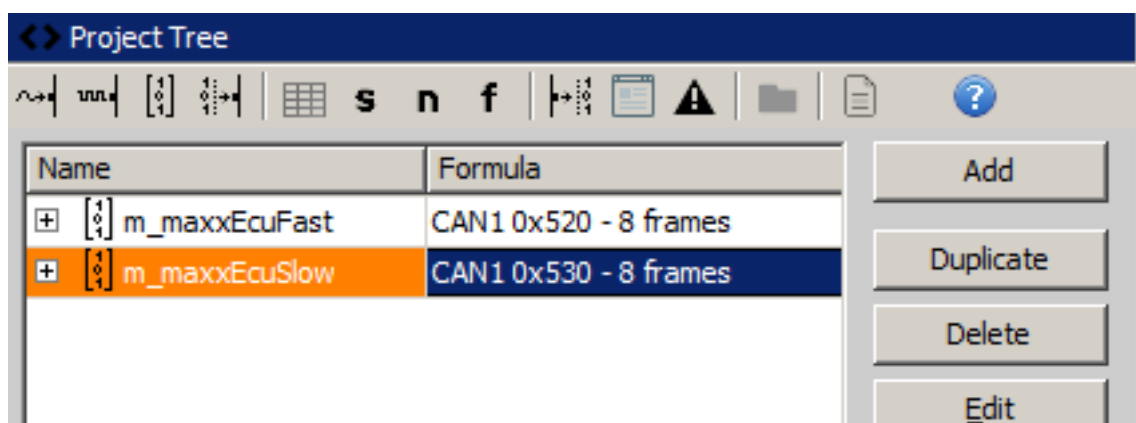 Project Tree
s n f
Name Formula Add
m_maxxEcuFast CAN1 0x520 - 8 frames
Duplicate
m_maxxEcuSlow CAN1 0x530 - 8 frames
Delete
Edit